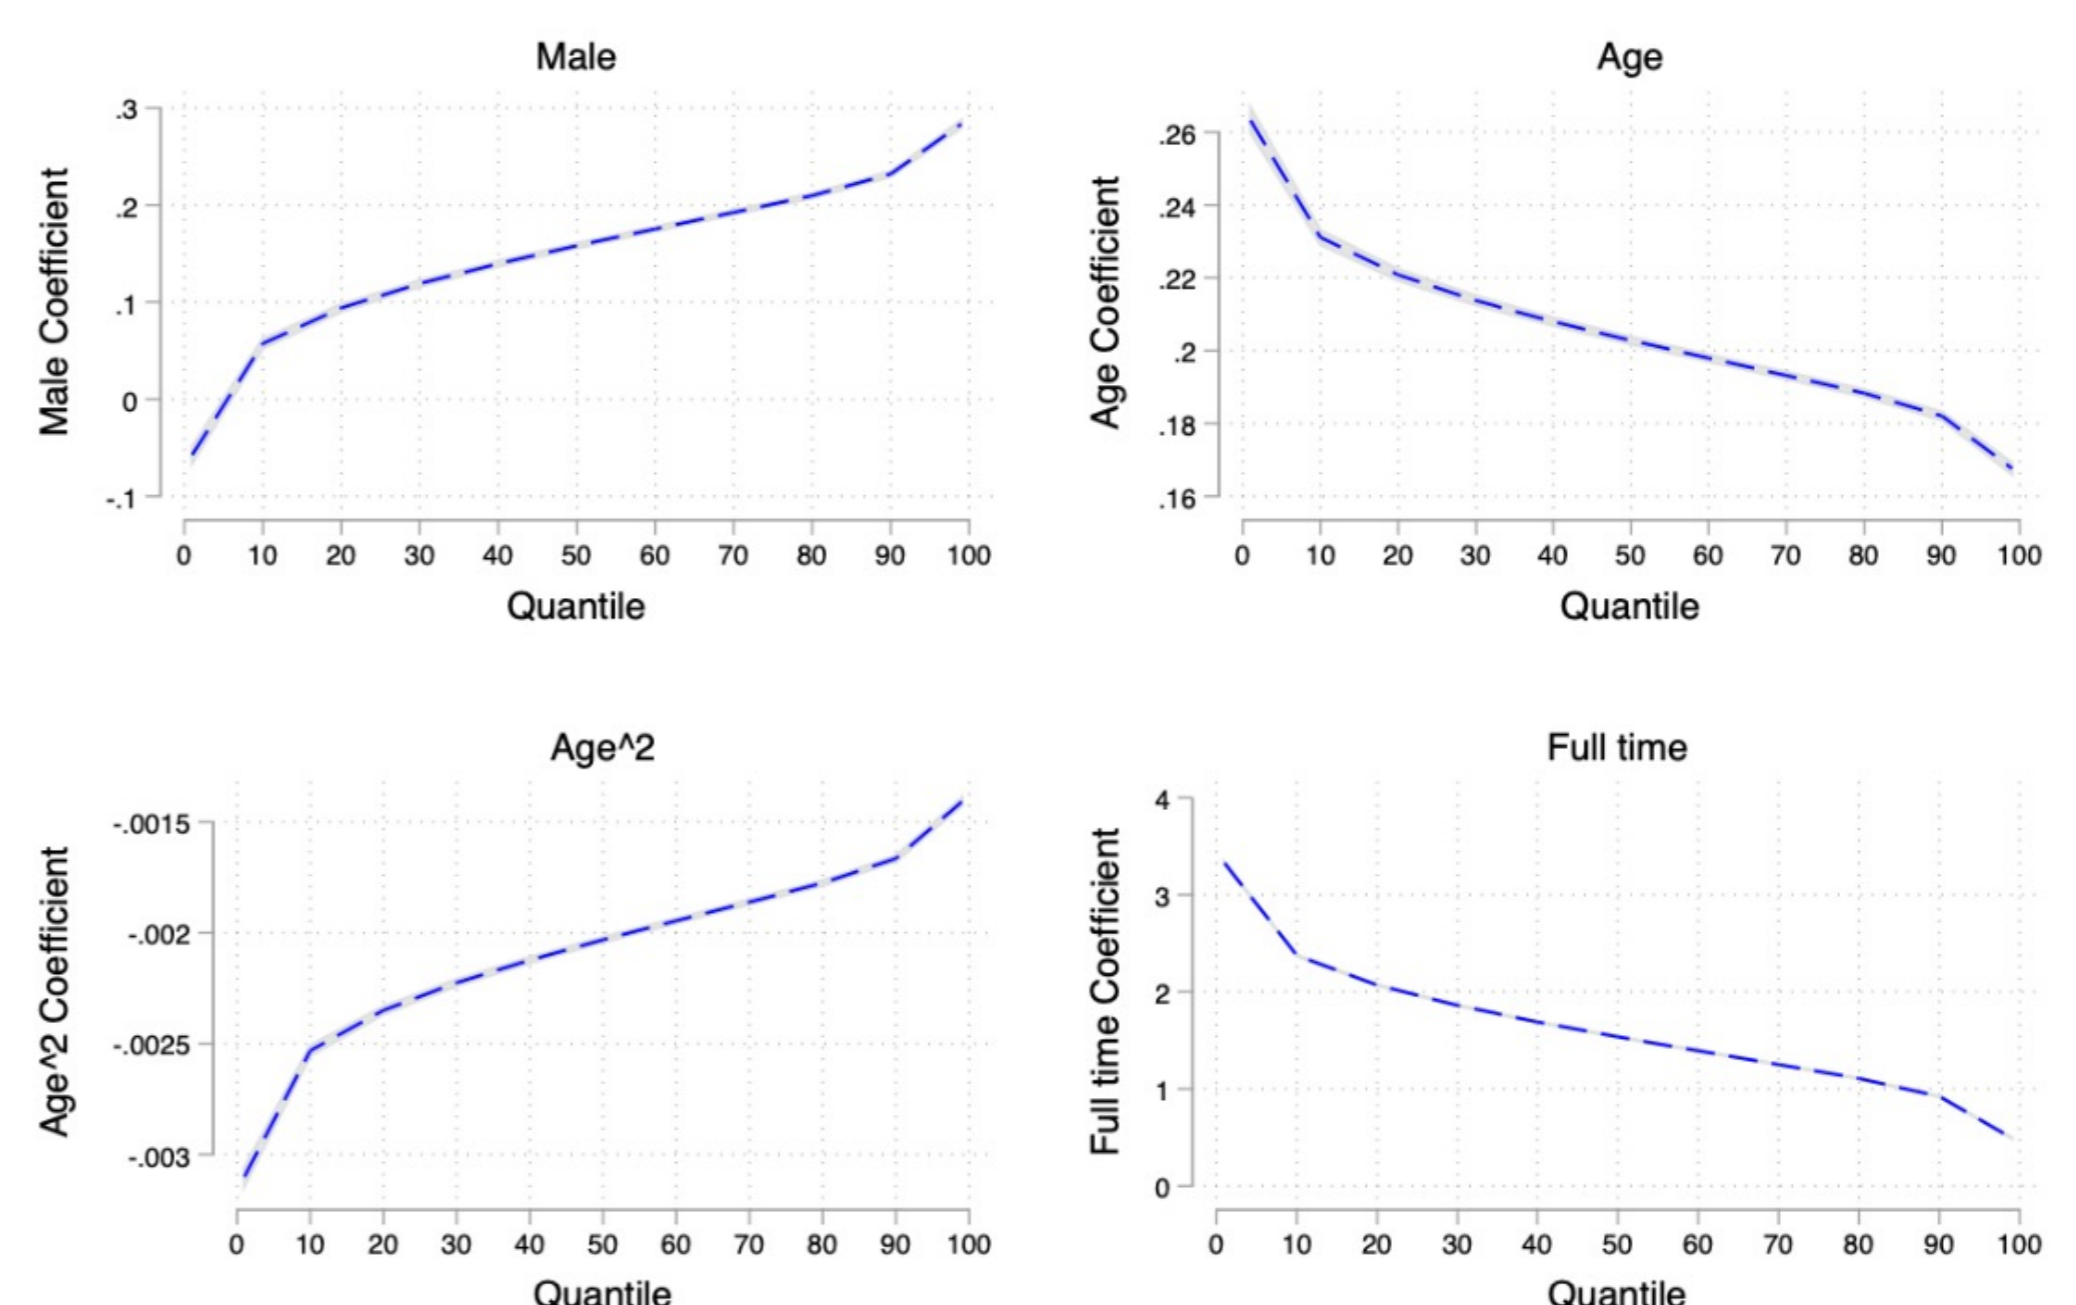 Male
Male Coefficient
.3
.2
.1
0
-.1
0 10 20 30 40 50 60 70 80 90 100
Quantile
Age
Age Coefficient
.26
.24
.22
.2
.18
.16
0 10 20 30 40 50 60 70 80 90 100
Quantile
Age^2
Age^2 Coefficient
-.0015
-.002
-.0025
-.003
0 10 20 30 40 50 60 70 80 90 100
Quantile
Full time
Full time Coefficient
4
3
2
1
0
0 10 20 30 40 50 60 70 80 90 100
Quantile